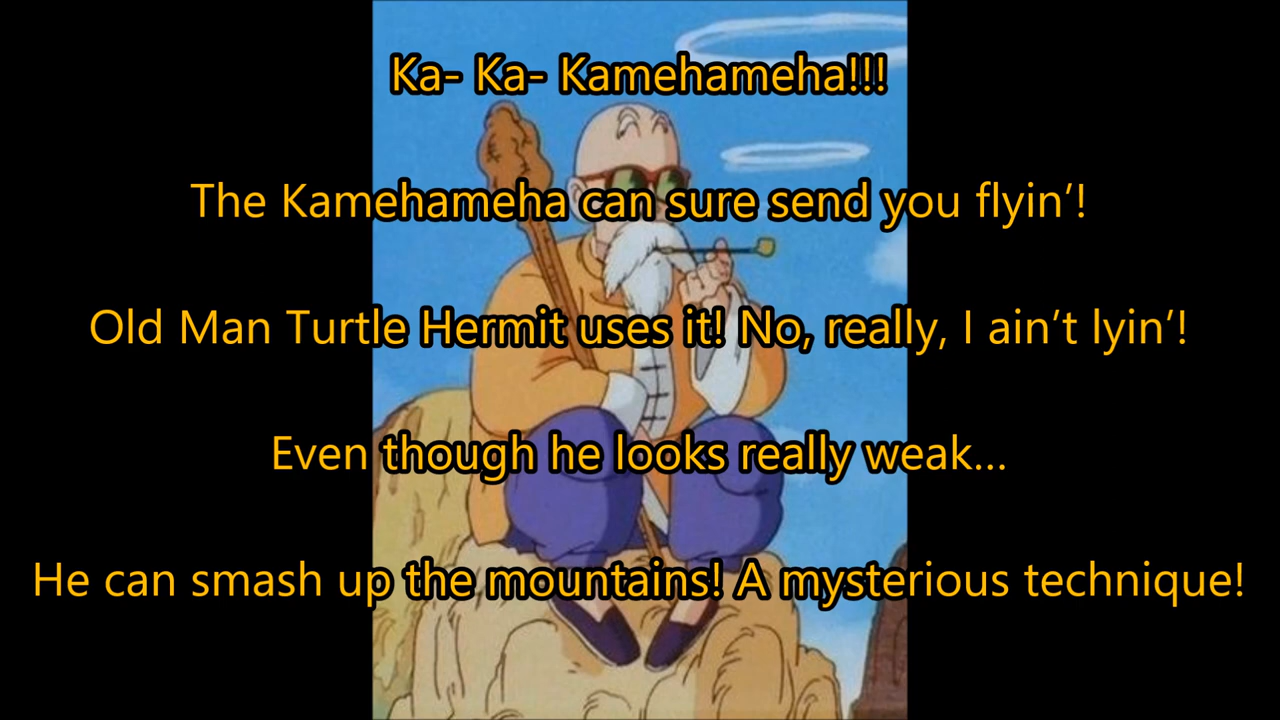 Ka- Ka- Kamehameha!!!
The Kamehameha can sure send you flyin’!
Old Man Turtle Hermit uses it! No, really, I ain’t lyin’!
Even though he looks really weak…
He can smash up the mountains! A mysterious technique!